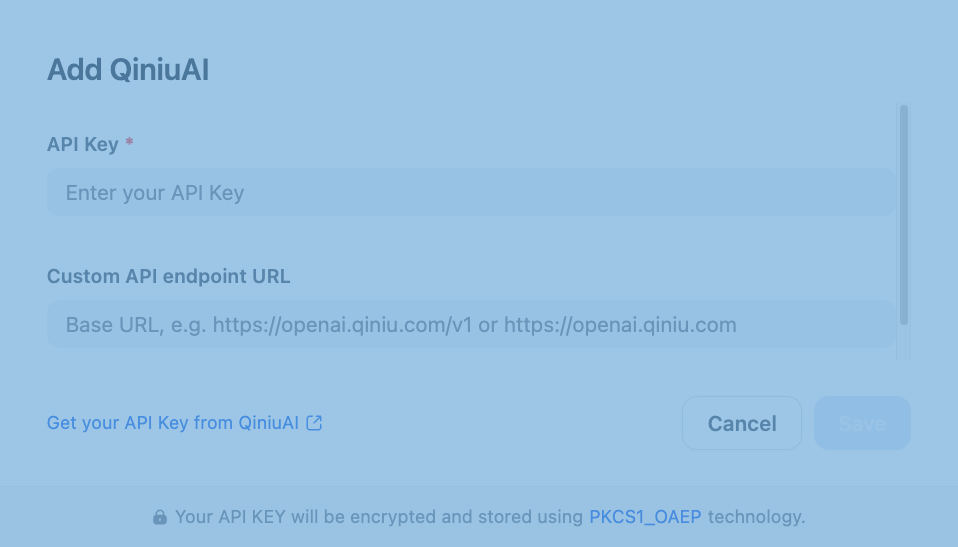 Add QiniuAI
API Key *
Enter your API Key
Custom API endpoint URL
Base URL, e.g. https://openai.qiniu.com/v1 or https://openai.qiniu.com
Get your API Key from QiniuAI
Cancel
Save
Your API KEY will be encrypted and stored using PKCS1_OAEP technology.